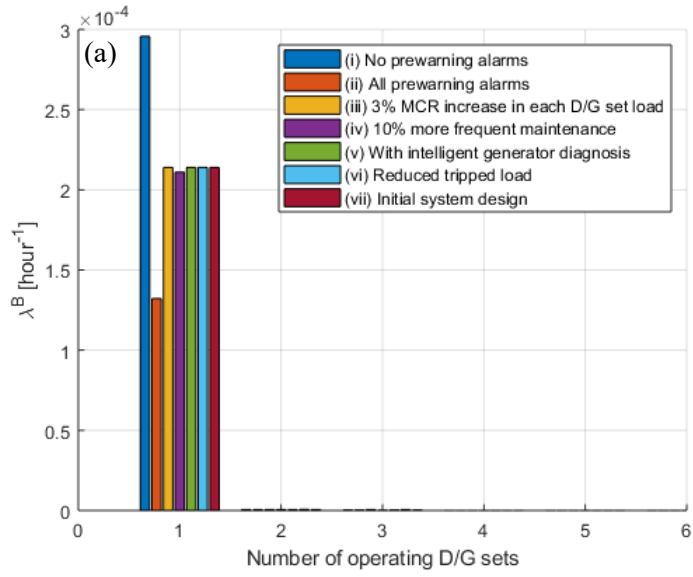 ×10⁻⁴
(a)
3
2.5
2
1.5
1
0.5
0
λᴮ [hour⁻¹]
(i) No prewarning alarms
(ii) All prewarning alarms
(iii) 3% MCR increase in each D/G set load
(iv) 10% more frequent maintenance
(v) With intelligent generator diagnosis
(vi) Reduced tripped load
(vii) Initial system design
0 1 2 3 4 5 6
Number of operating D/G sets